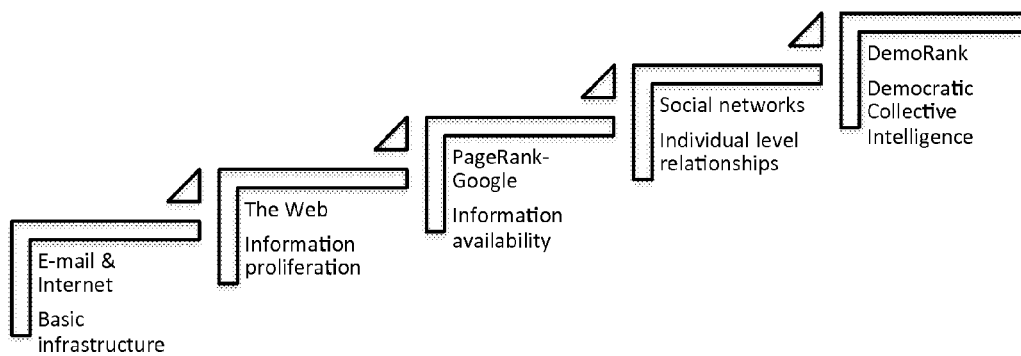 E-mail &
Internet
Basic
infrastructure
The Web
Information
proliferation
PageRank-
Google
Information
availability
Social networks
Individual level
relationships
DemoRank
Democratic
Collective
Intelligence